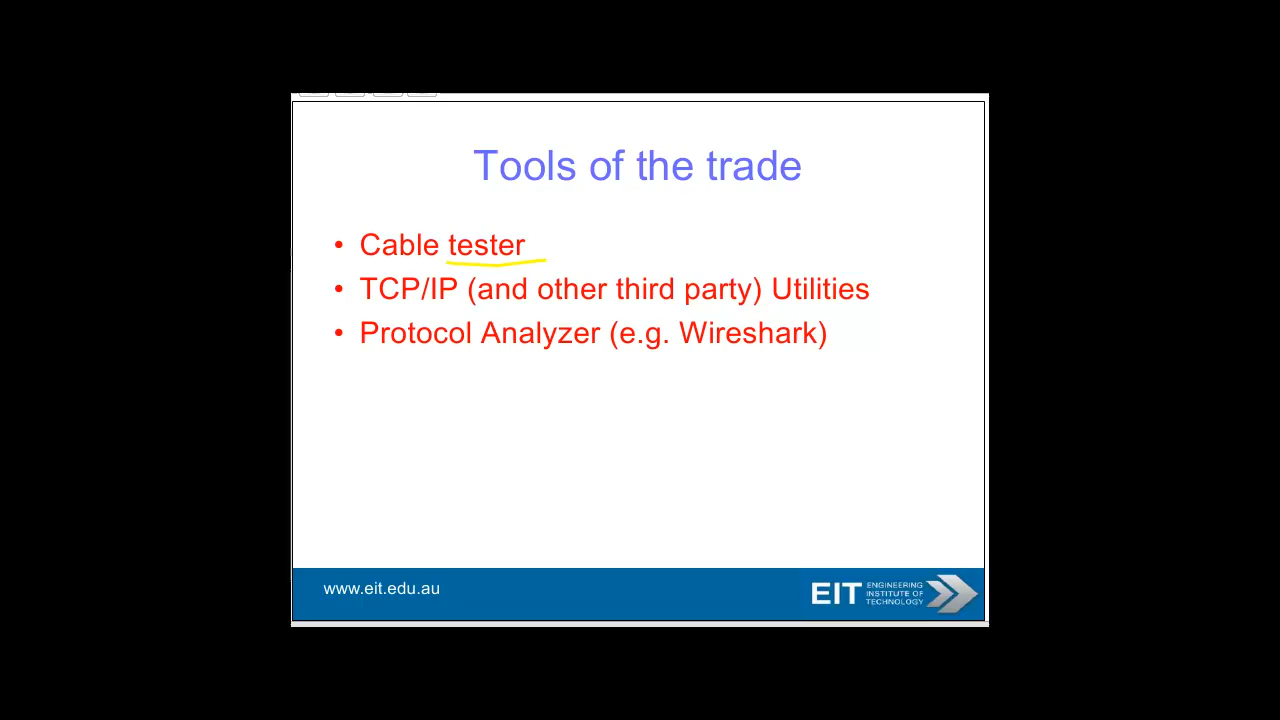 Tools of the trade
• Cable tester
• TCP/IP (and other third party) Utilities
• Protocol Analyzer (e.g. Wireshark)
www.eit.edu.au
EIT
ENGINEERING
INSTITUTE OF
TECHNOLOGY